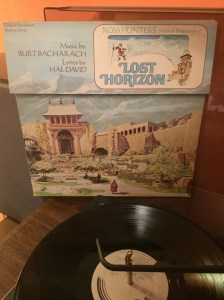 Music by
BURT BACHARACH
Lyrics by
HAL DAVID
ROSS HUNTER'S
LOST
HORIZON